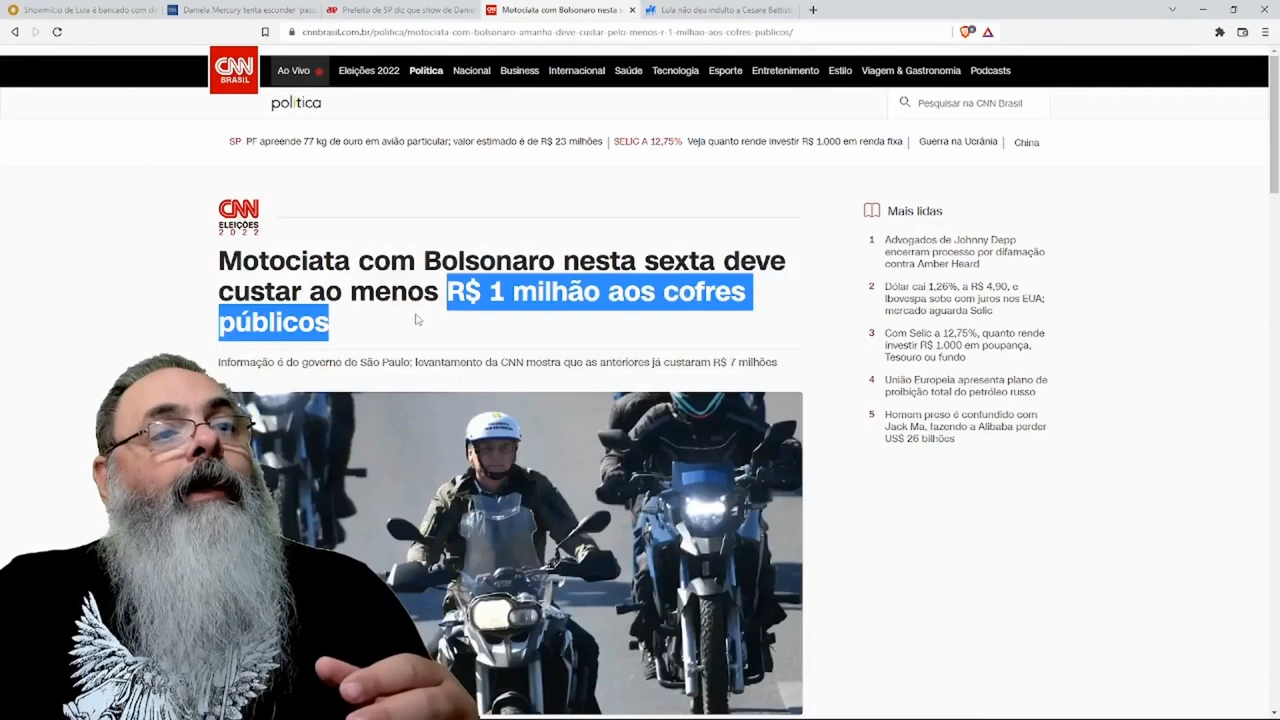 Showmício de Lula é bancado com di
Daniela Mercury tenta esconder 'pass
Prefeito de SP diz que show de Daniel
Motociata com Bolsonaro nesta s
Lula não deu indulto a Cesare Battist
cnnbrasil.com.br/politica/motociata-com-bolsonaro-amanha-deve-custar-pelo-menos-r-1-milhao-aos-cofres-publicos/
CNN BRASIL
Ao Vivo
Eleições 2022 Política Nacional Business Internacional Saúde Tecnologia Esporte Entretenimento Estilo Viagem & Gastronomia Podcasts
política
Pesquisar na CNN Brasil
SP PF apreende 77 kg de ouro em avião particular; valor estimado é de R$ 23 milhões | SELIC A 12,75% Veja quanto rende investir R$ 1.000 em renda fixa | Guerra na Ucrânia | China
CNN
ELEIÇÕES
2022
Motociata com Bolsonaro nesta sexta deve
custar ao menos R$ 1 milhão aos cofres
públicos
Informação é do governo de São Paulo; levantamento da CNN mostra que as anteriores já custaram R$ 7 milhões
Mais lidas
1 Advogados de Johnny Depp
encerram processo por difamação
contra Amber Heard
2 Dólar cai 1,26%, a R$ 4,90, e
Ibovespa sobe com juros nos EUA;
mercado aguarda Selic
3 Com Selic a 12,75%, quanto rende
investir R$ 1.000 em poupança,
Tesouro ou fundo
4 União Europeia apresenta plano de
proibição total do petróleo russo
5 Homem preso é confundido com
Jack Ma, fazendo a Alibaba perder
US$ 26 bilhões